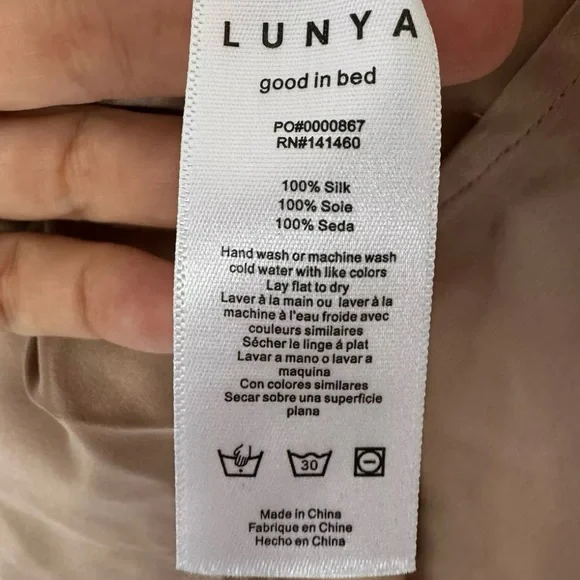 LUNYA
good in bed
PO#0000867
RN#141460
100% Silk
100% Soie
100% Seda
Hand wash or machine wash
cold water with like colors
Lay flat to dry
Laver à la main ou laver à la
machine à l'eau froide avec
couleurs similaires
Sécher le linge á plat
Lavar a mano o lavar a
maquina
Con colores similares
Secar sobre una superficie
plana
30
Made in China
Fabrique en Chine
Hecho en China